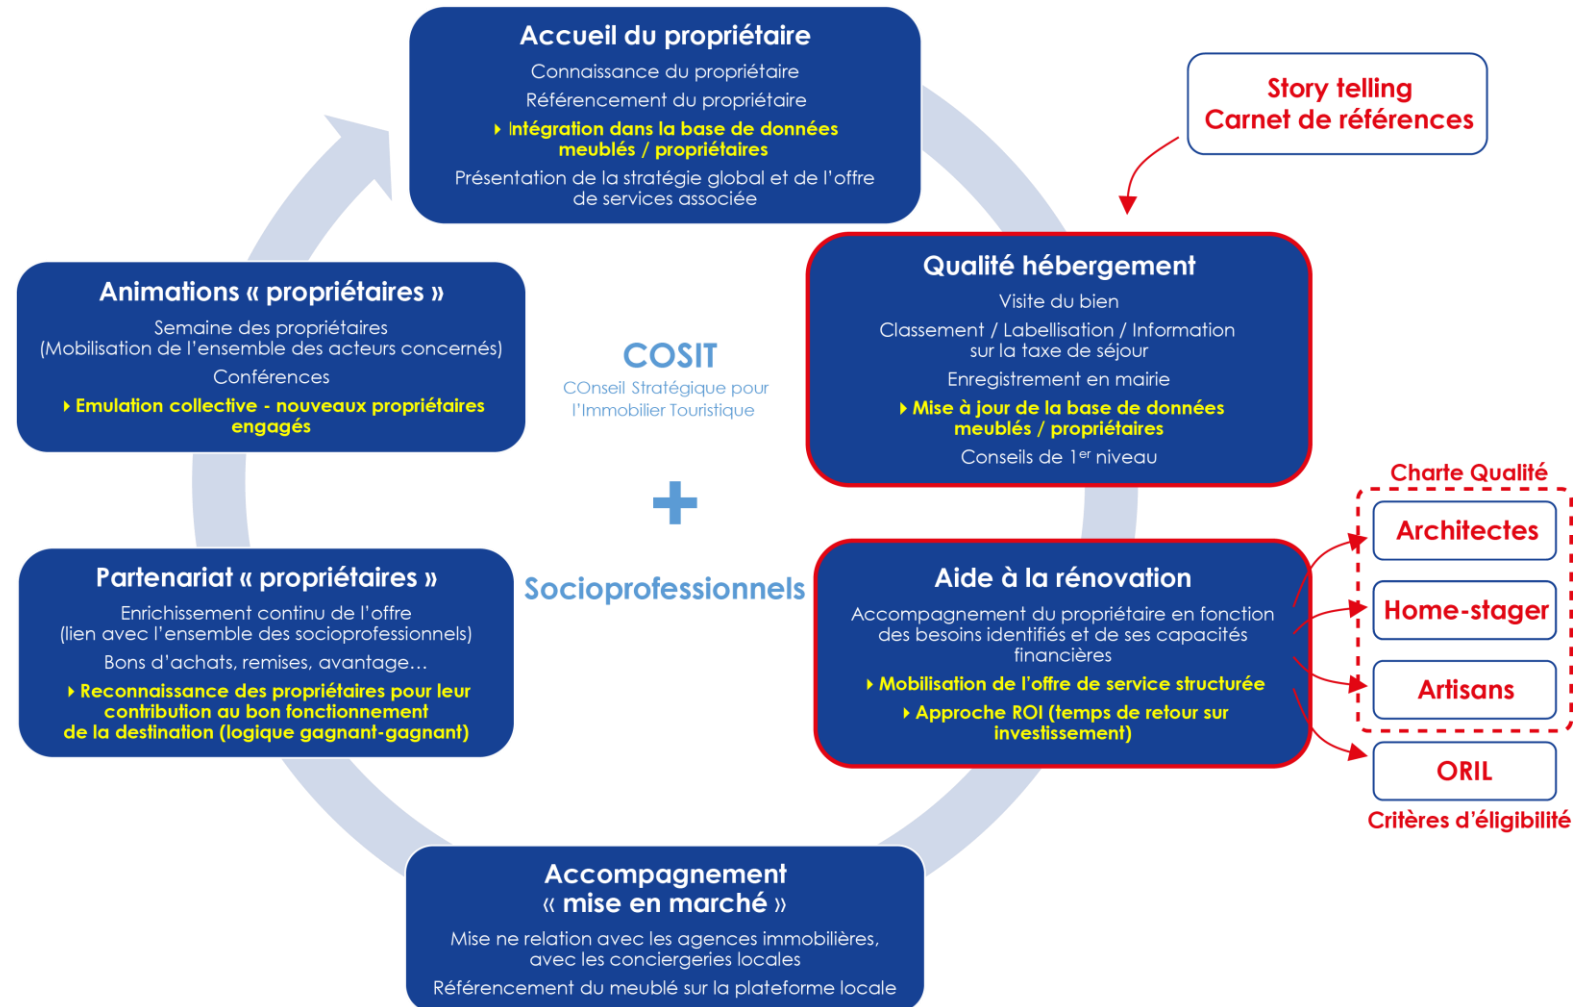 Accueil du propriétaire
Connaissance du propriétaire
Référencement du propriétaire
Intégration dans la base de données
meublés / propriétaires
Présentation de la stratégie global et de l'offre
de services associée
Story telling
Carnet de références
Qualité hébergement
Visite du bien
Classement / Labellisation / Information
sur la taxe de séjour
Enregistrement en mairie
Mise à jour de la base de données
meublés / propriétaires
Conseils de 1er niveau
Aide à la rénovation
Accompagnement du propriétaire en fonction
des besoins identifiés et de ses capacités
financières
Mobilisation de l'offre de service structurée
Approche ROI (temps de retour sur
investissement)
Charte Qualité
Architectes
Home-stager
Artisans
ORIL
Critères d'éligibilité
Accompagnement
« mise en marché »
Mise ne relation avec les agences immobilières,
avec les conciergeries locales
Référencement du meublé sur la plateforme locale
Partenariat « propriétaires »
Enrichissement continu de l'offre
(lien avec l'ensemble des socioprofessionnels)
Bons d'achats, remises, avantage…
Reconnaissance des propriétaires pour leur
contribution au bon fonctionnement
de la destination (logique gagnant-gagnant)
Animations « propriétaires »
Semaine des propriétaires
(Mobilisation de l'ensemble des acteurs concernés)
Conférences
Emulation collective - nouveaux propriétaires
engagés
COSIT
COnseil Stratégique pour
l'Immobilier Touristique
+
Socioprofessionnels